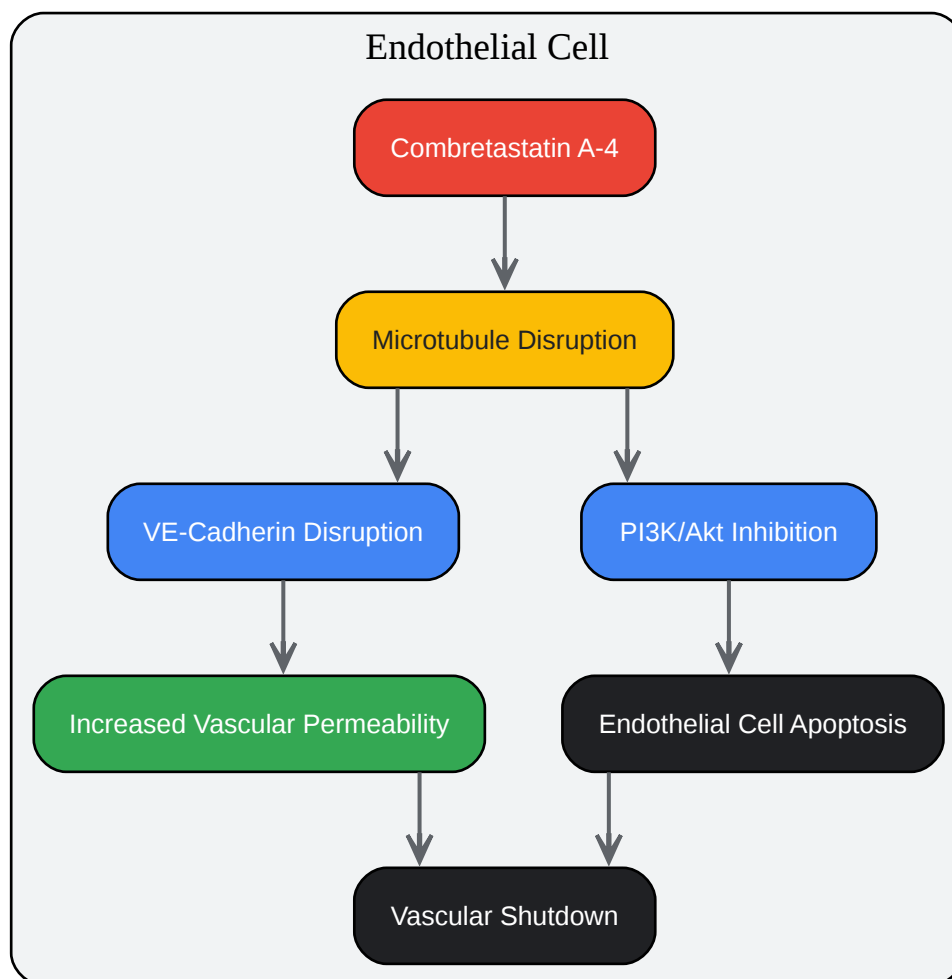 Endothelial Cell
Combretastatin A-4
Microtubule Disruption
VE-Cadherin Disruption
PI3K/Akt Inhibition
Increased Vascular Permeability
Endothelial Cell Apoptosis
Vascular Shutdown